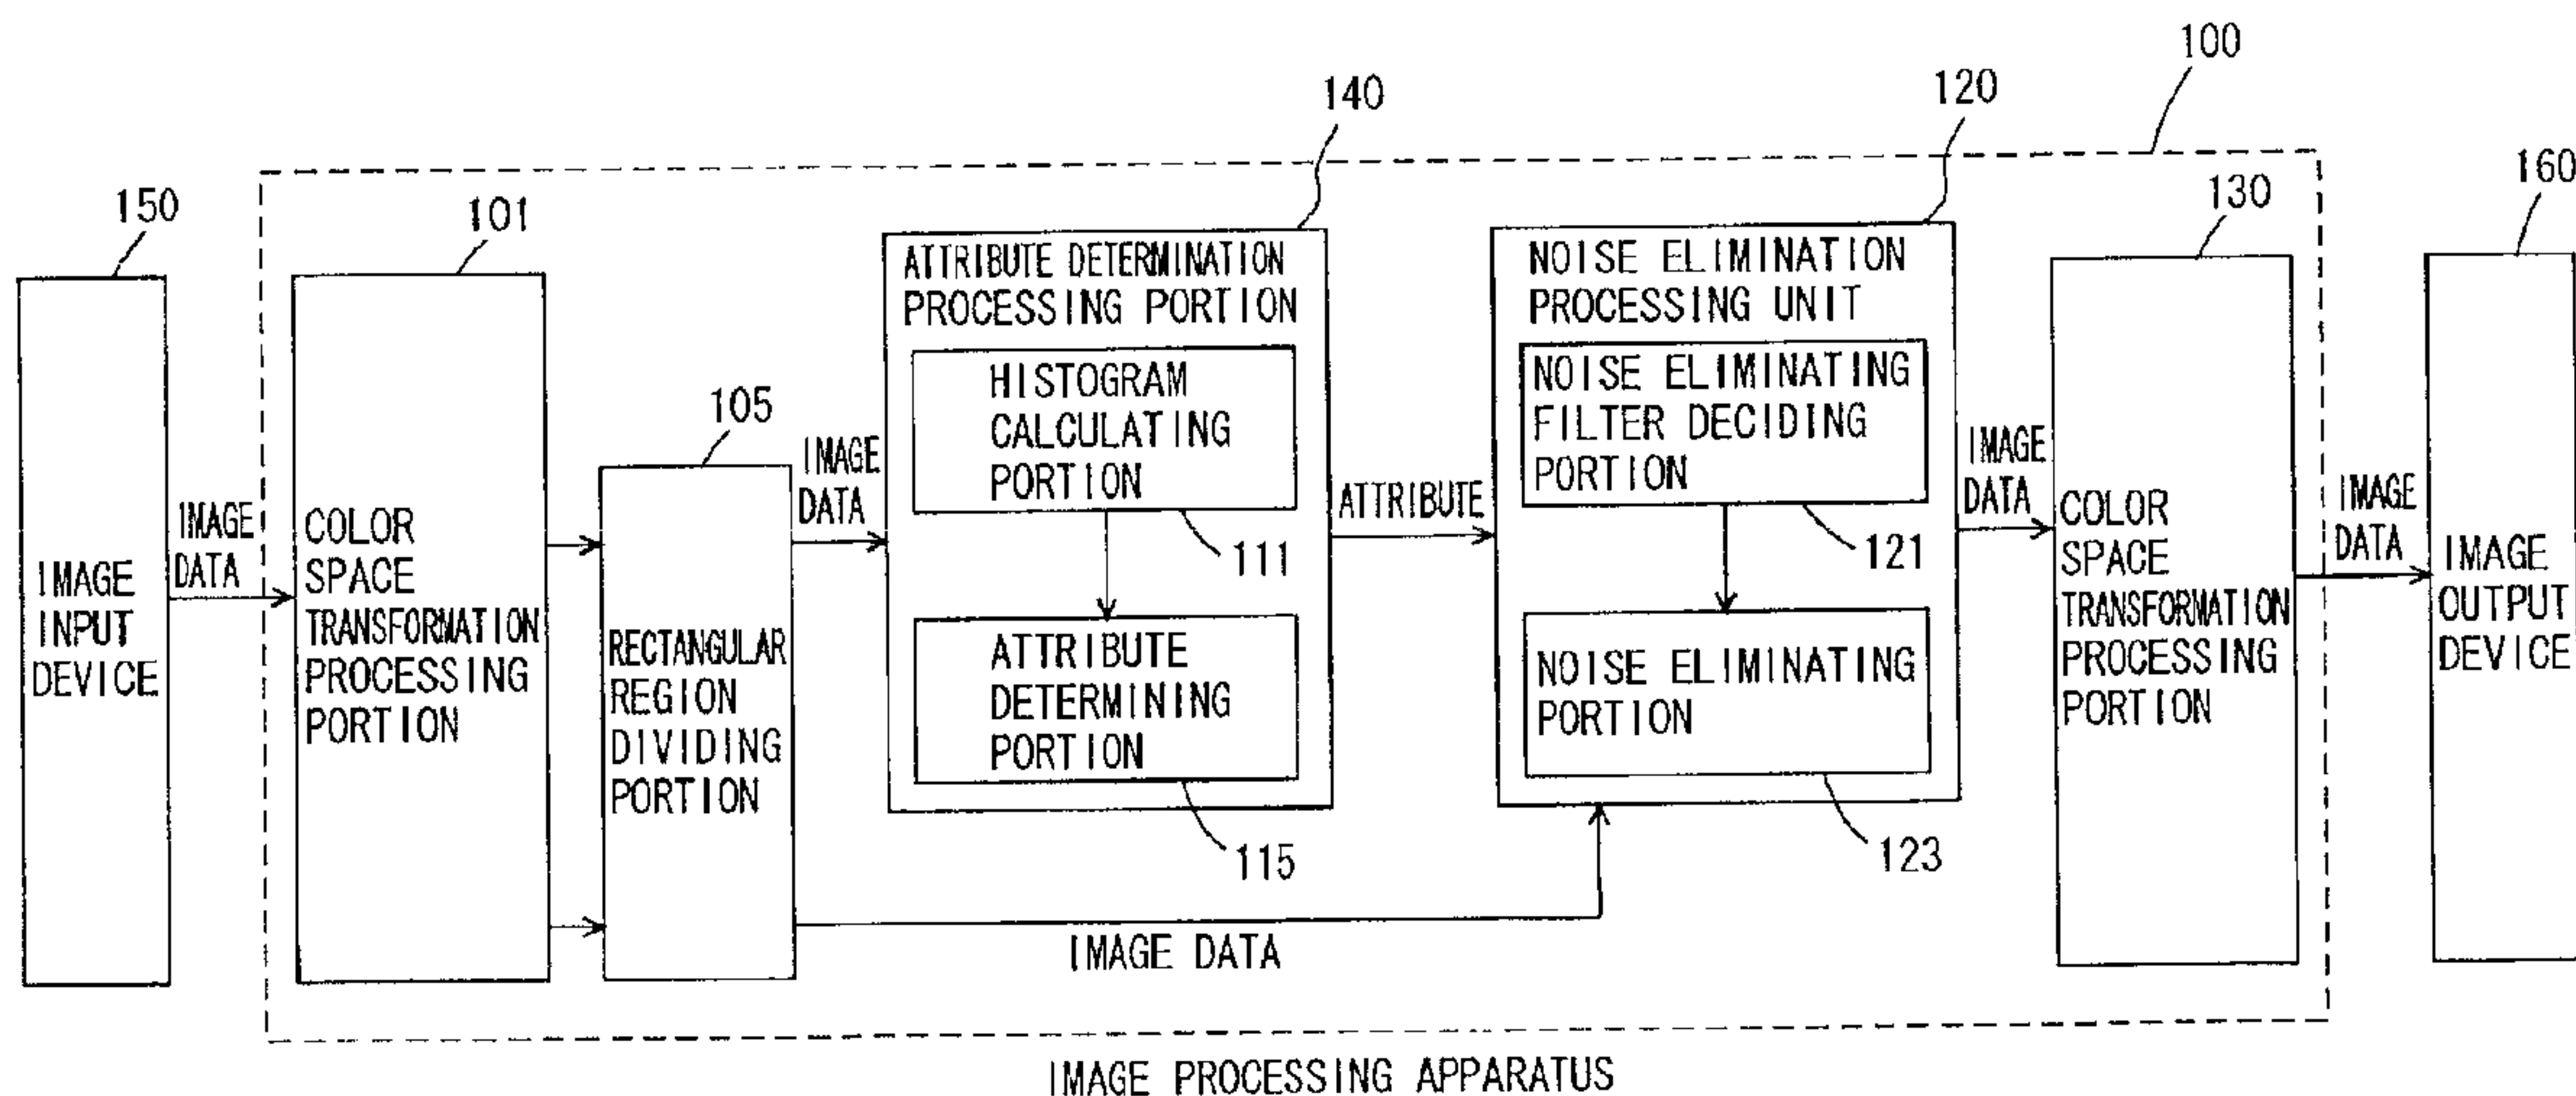 100
140
120
150
101
130
160
ATTRIBUTE DETERMINATION
PROCESSING PORTION
NOISE ELIMINATION
PROCESSING UNIT
HISTOGRAM
CALCULATING
PORTION
NOISE ELIMINATING
FILTER DECIDING
PORTION
105
IMAGE
DATA
IMAGE
DATA
ATTRIBUTE
IMAGE
DATA
IMAGE
DATA
111
121
IMAGE
INPUT
DEVICE
COLOR
SPACE
TRANSFORMATION
PROCESSING
PORTION
RECTANGULAR
REGION
DIVIDING
PORTION
ATTRIBUTE
DETERMINING
PORTION
NOISE ELIMINATING
PORTION
COLOR
SPACE
TRANSFORMATION
PROCESSING
PORTION
IMAGE
OUTPUT
DEVICE
115
123
IMAGE DATA
IMAGE PROCESSING APPARATUS